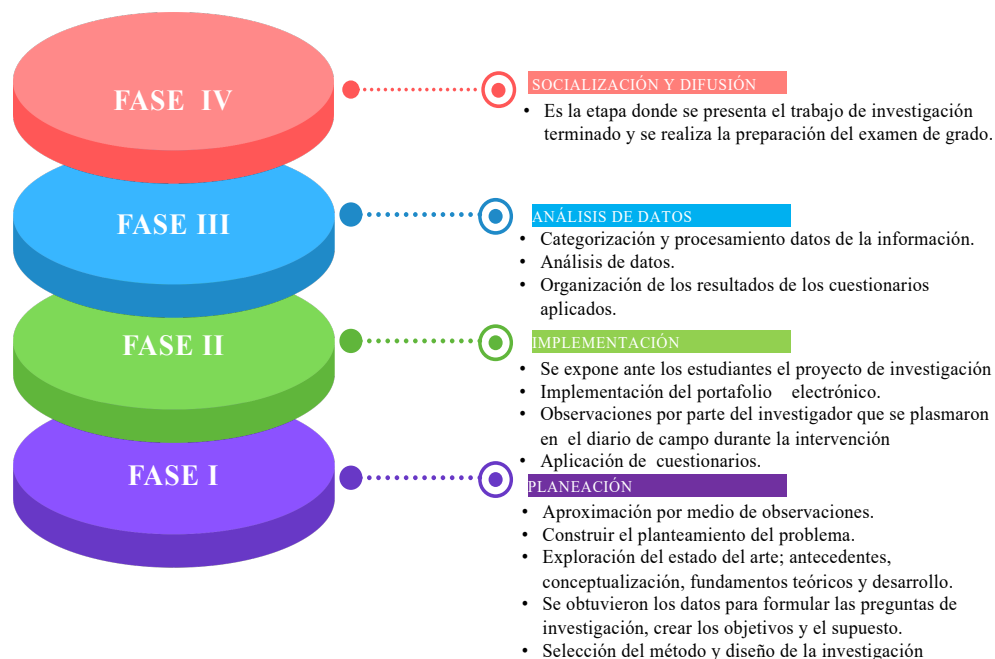 FASE IV
SOCIALIZACIÓN Y DIFUSIÓN
• Es la etapa donde se presenta el trabajo de investigación
terminado y se realiza la preparación del examen de grado.
FASE III
ANÁLISIS DE DATOS
• Categorización y procesamiento datos de la información.
• Análisis de datos.
• Organización de los resultados de los cuestionarios
aplicados.
FASE II
IMPLEMENTACIÓN
• Se expone ante los estudiantes el proyecto de investigación
• Implementación del portafolio electrónico.
• Observaciones por parte del investigador que se plasmaron
en el diario de campo durante la intervención
• Aplicación de cuestionarios.
FASE I
PLANEACIÓN
• Aproximación por medio de observaciones.
• Construir el planteamiento del problema.
• Exploración del estado del arte; antecedentes,
conceptualización, fundamentos teóricos y desarrollo.
• Se obtuvieron los datos para formular las preguntas de
investigación, crear los objetivos y el supuesto.
• Selección del método y diseño de la investigación